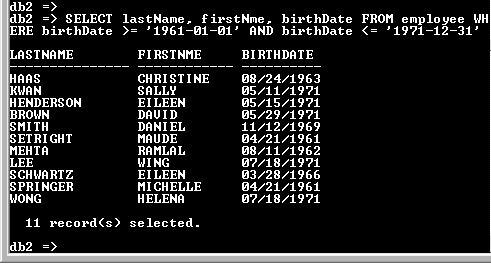 db2 =>
db2 => SELECT lastName, firstNme, birthDate FROM employee WH
ERE birthDate >= '1961-01-01' AND birthDate <= '1971-12-31'
LASTNAME FIRSTNME BIRTHDATE
--------------- ------------ ----------
HAAS CHRISTINE 08/24/1963
KWAN SALLY 05/11/1971
HENDERSON EILEEN 05/15/1971
BROWN DAVID 05/29/1971
SMITH DANIEL 11/12/1969
SETRIGHT MAUDE 04/21/1961
MEHTA RAMLAL 08/11/1962
LEE WING 07/18/1971
SCHWARTZ EILEEN 03/28/1966
SPRINGER MICHELLE 04/21/1961
WONG HELENA 07/18/1971
11 record(s) selected.
db2 =>